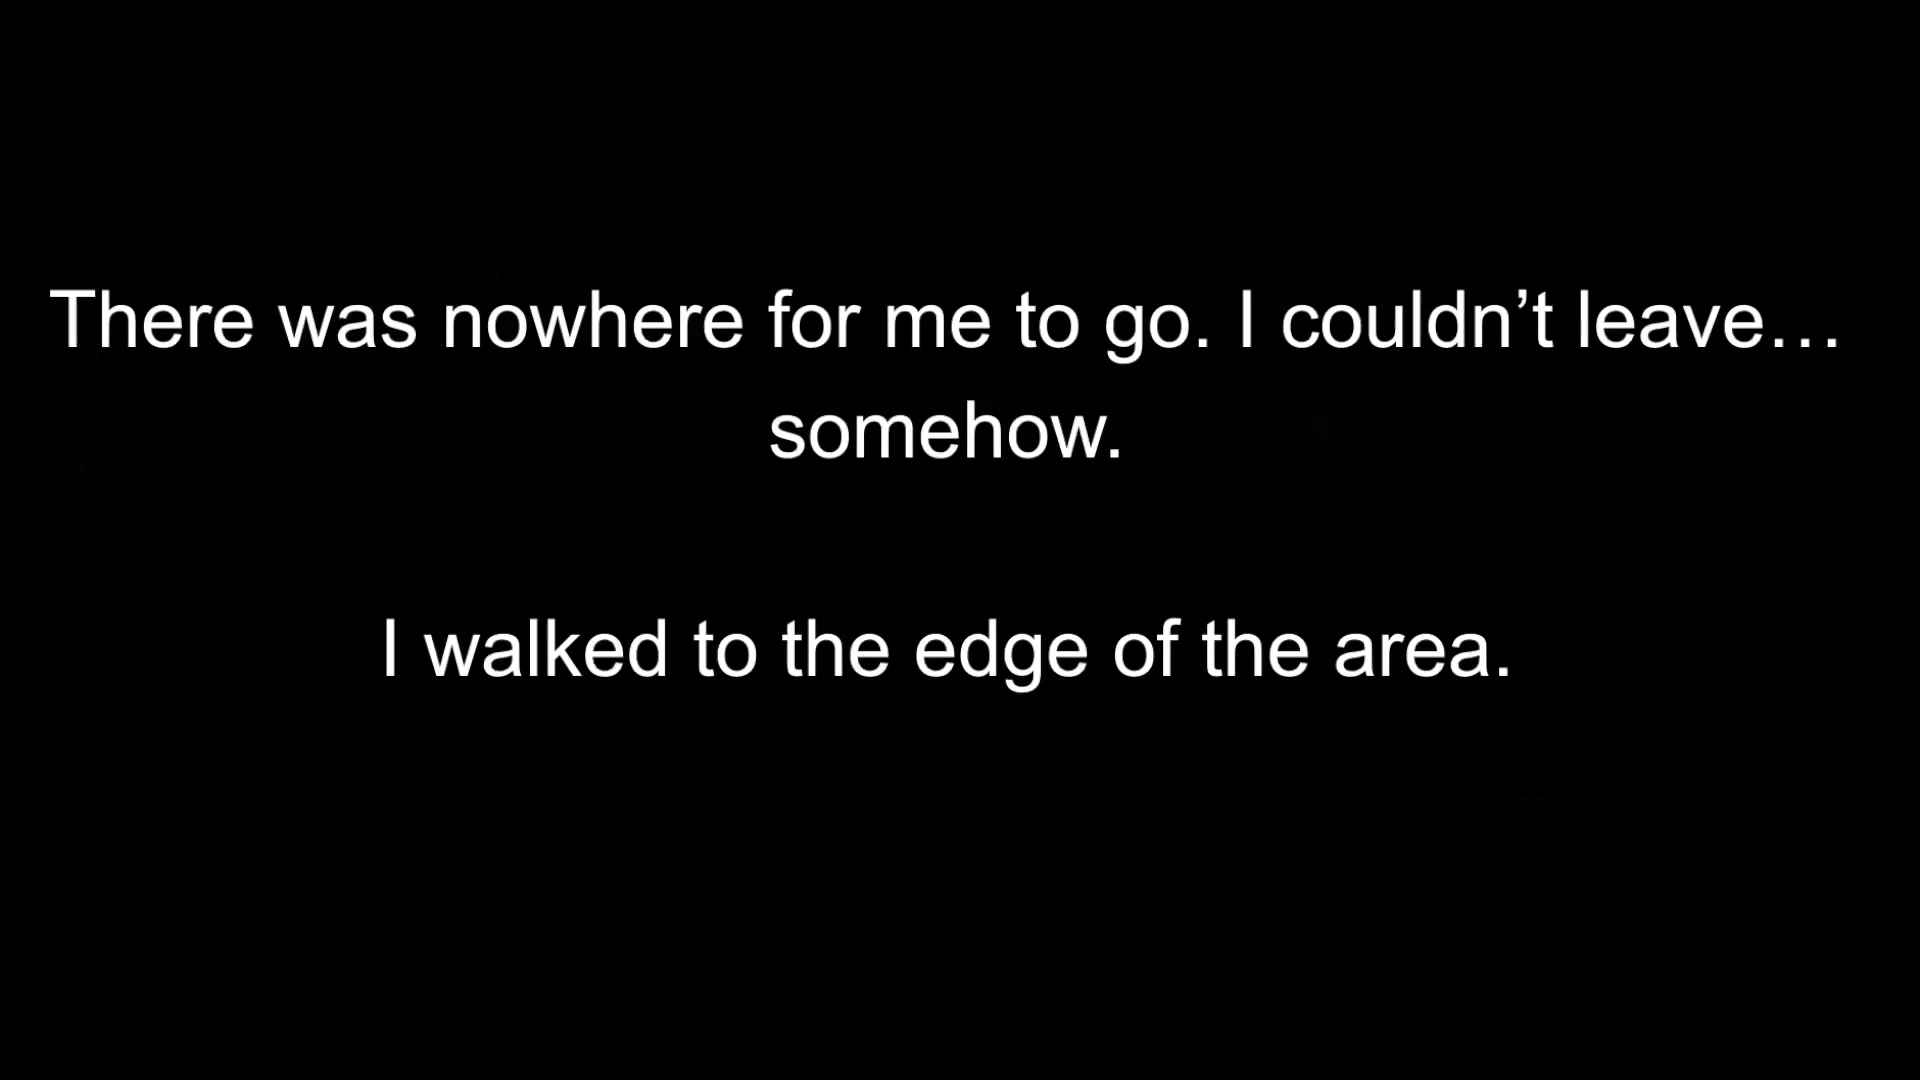 There was nowhere for me to go. I couldn’t leave…
somehow.
I walked to the edge of the area.